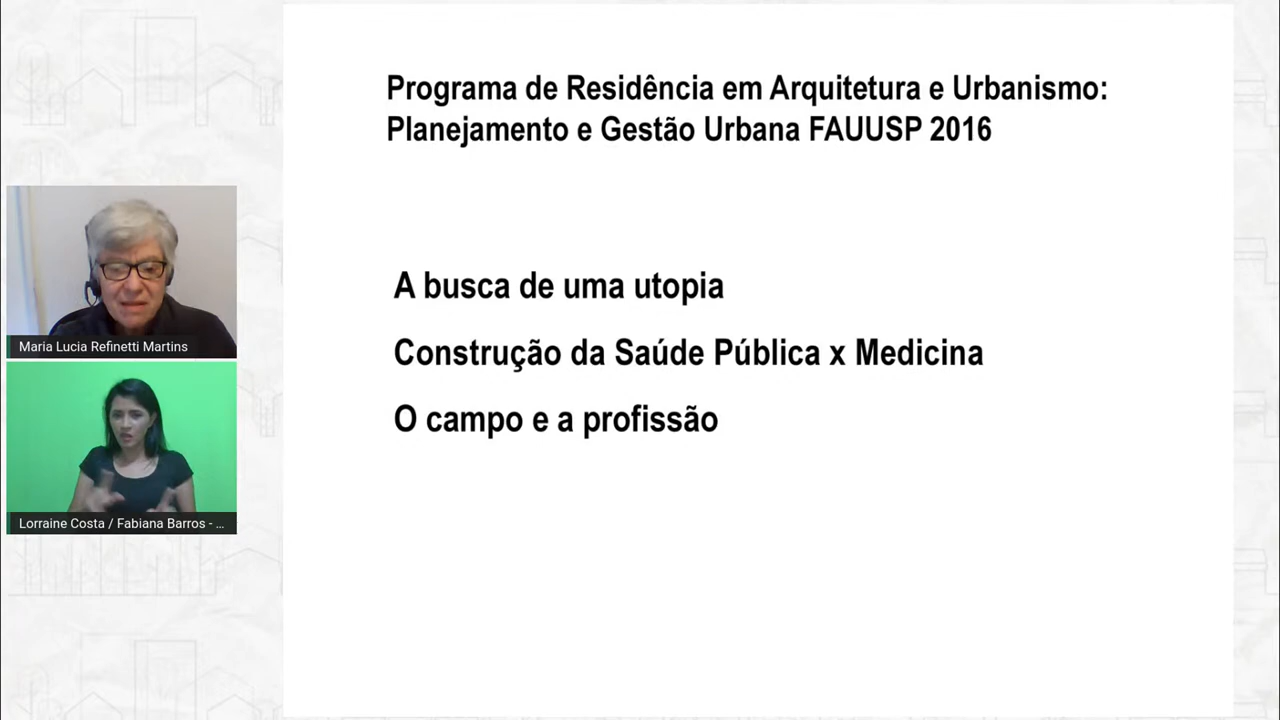 Programa de Residência em Arquitetura e Urbanismo:
Planejamento e Gestão Urbana FAUUSP 2016
A busca de uma utopia
Construção da Saúde Pública x Medicina
O campo e a profissão
Maria Lucia Refinetti Martins
Lorraine Costa / Fabiana Barros - ...